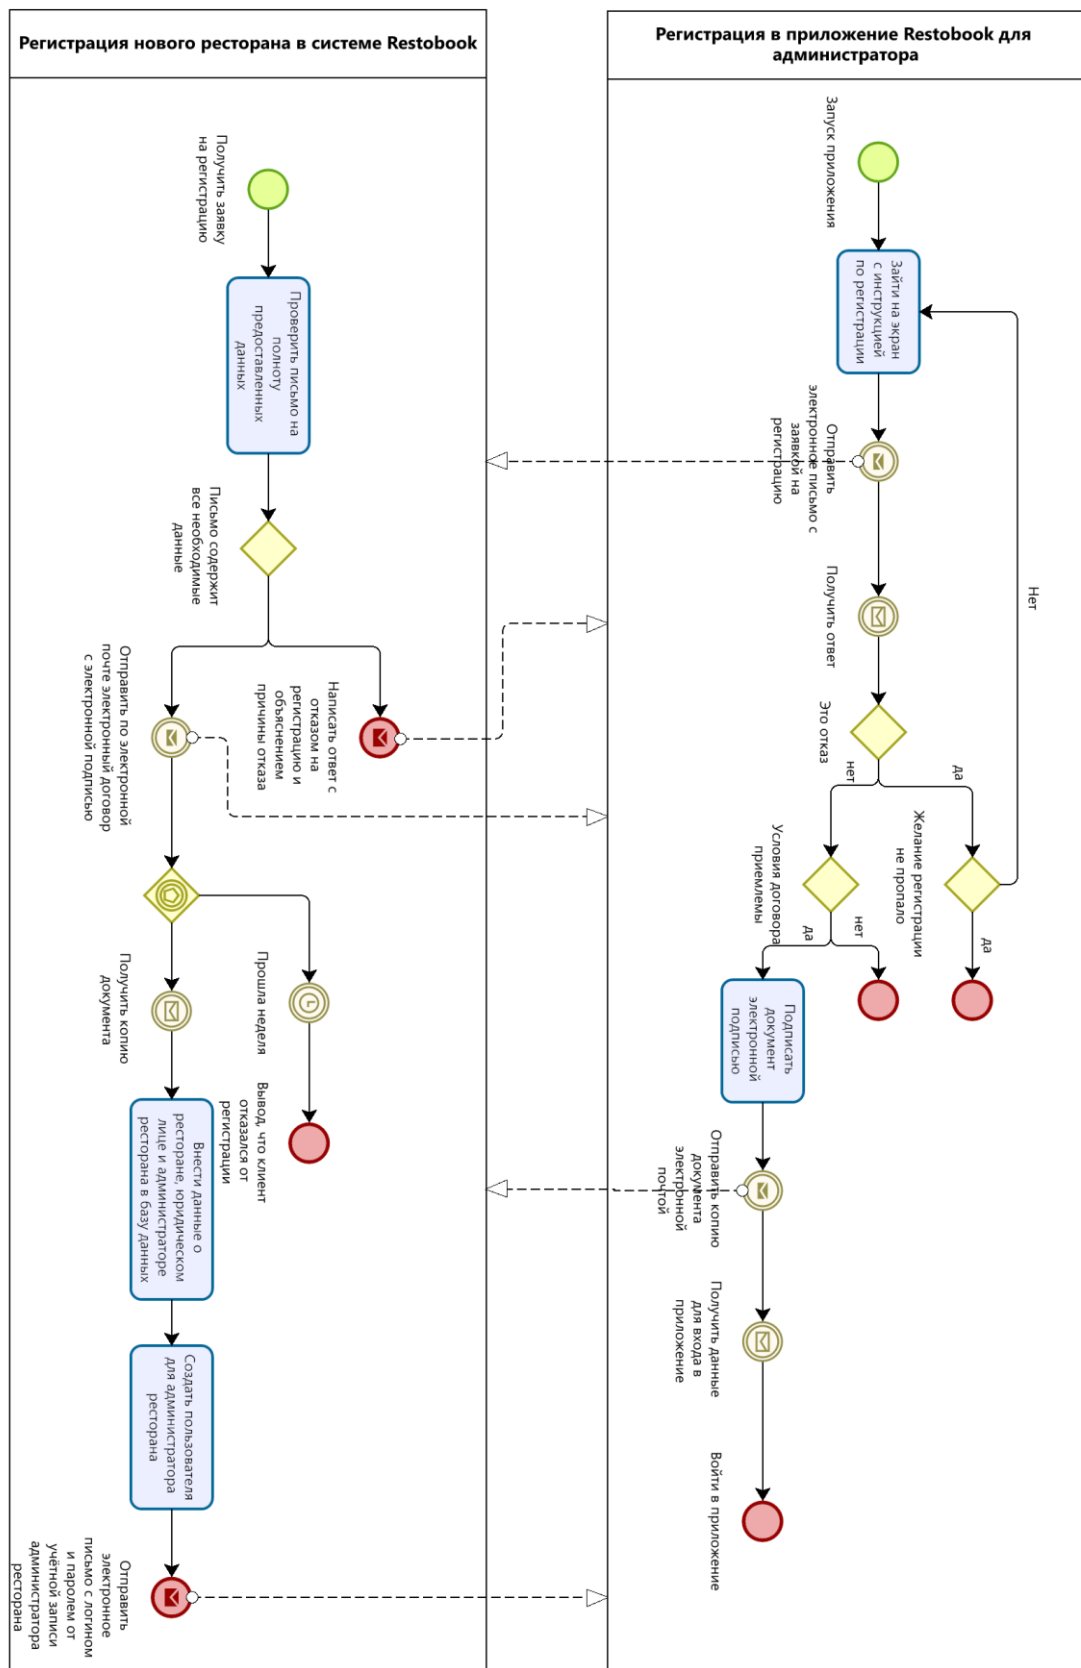 Регистрация нового ресторана в системе Restobook
Получить заявку
на регистрацию
Проверить письмо на
полноту
предоставленных
данных
Письмо содержит
все необходимые
данные
Написать ответ с
отказом на
регистрацию и
объяснением
причины отказа
Отправить по электронной
почте электронный договор
с электронной подписью
Прошла неделя
Вывод, что клиент
отказался от
регистрации
Получить копию
документа
Внести данные о
ресторане, юридическом
лице и администраторе
ресторана в базу данных
Создать пользователя
для администратора
ресторана
Отправить
электронное
письмо с логином
и паролем от
учётной записи
администратора
ресторана
Регистрация в приложение Restobook для
администратора
Запуск приложения
Зайти на экран
с инструкцией
по регистрации
Отправить
электронное письмо с
заявкой на
регистрацию
Получить ответ
Это отказ
да
нет
Желание регистрации
не пропало
Нет
да
Условия договора
приемлемы
нет
да
Подписать
документ
электронной
подписью
Отправить копию
документа
электронной
почтой
Получить данные
для входа в
приложение
Войти в приложение